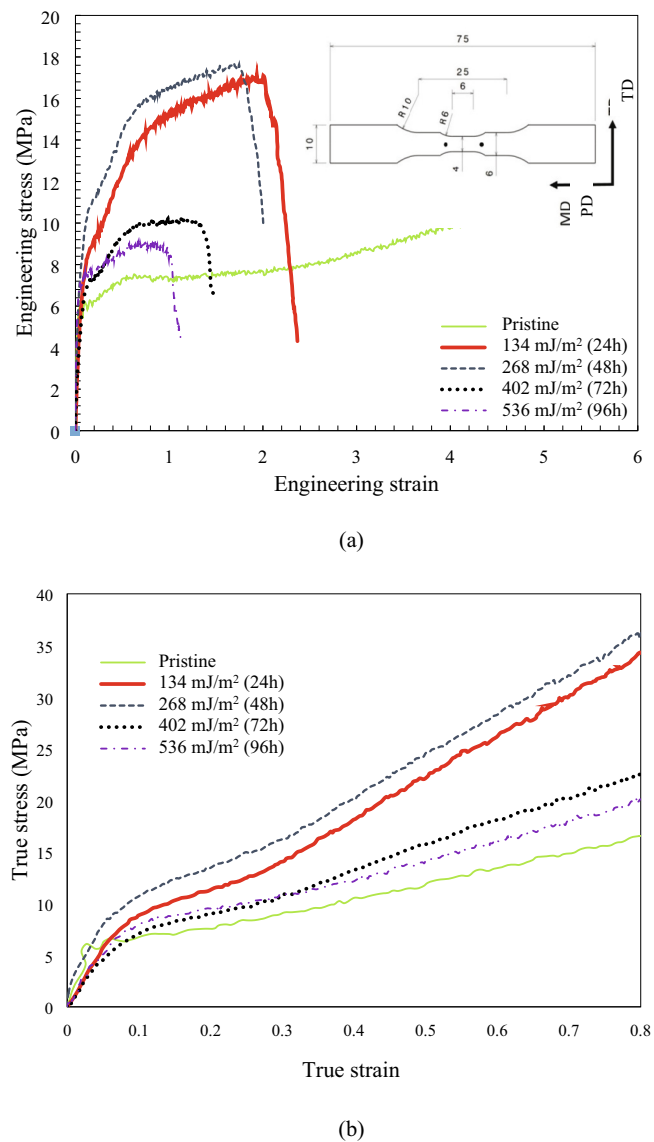 20
18
16
14
12
10
8
6
4
2
0
Engineering stress (MPa)
0 1 2 3 4 5 6
Engineering strain
75
25
6
R10
R6
10
4
6
TD
MD
PD
Pristine
134 mJ/m² (24h)
268 mJ/m² (48h)
402 mJ/m² (72h)
536 mJ/m² (96h)
(a)
40
35
30
25
20
15
10
5
0
True stress (MPa)
Pristine
134 mJ/m² (24h)
268 mJ/m² (48h)
402 mJ/m² (72h)
536 mJ/m² (96h)
0 0.1 0.2 0.3 0.4 0.5 0.6 0.7 0.8
True strain
(b)